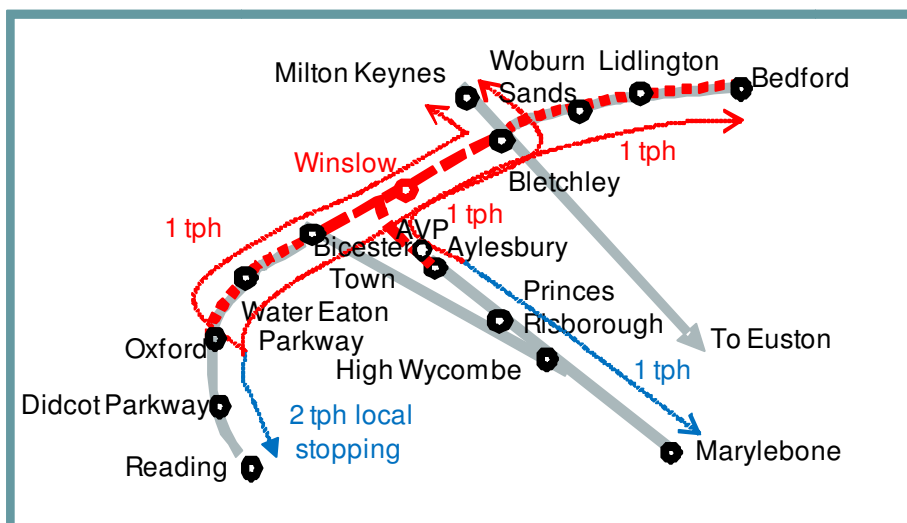 Woburn Lidlington
Milton Keynes
Sands
Bedford
Winslow
1 tph
Bletchley
1 tph
1 tph
AVP
Bicester
Aylesbury
Town
Water Eaton
Parkway
Princes
Risborough
Oxford
To Euston
High Wycombe
1 tph
Didcot Parkway
2 tph local
stopping
Reading
Marylebone